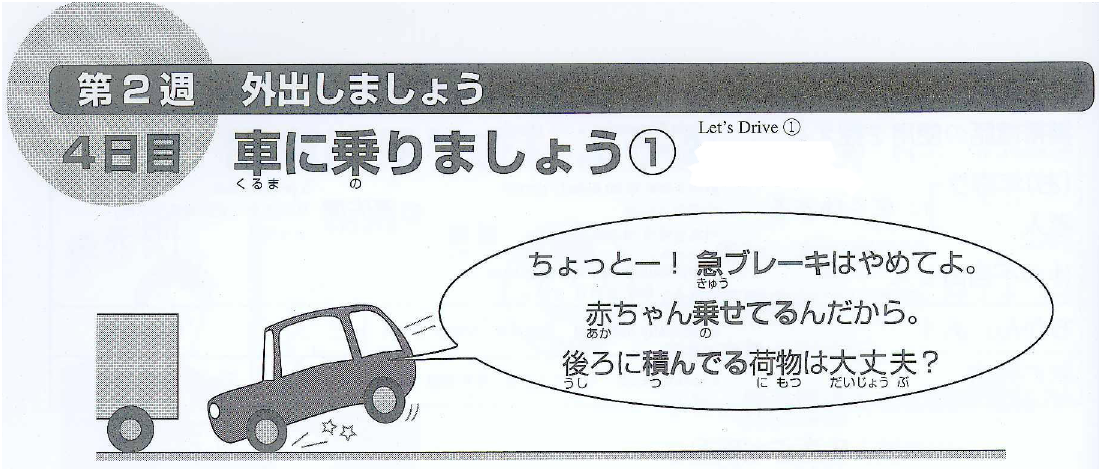 第2週 外出しましょう
4日目 車に乗りましょう①
くるま の
Let's Drive ①
ちょっとー！急ブレーキはやめてよ。
きゅう
赤ちゃん乗せてるんだから。
あか の
後ろに積んでる荷物は大丈夫？
うし つ に もつ だいじょう ぶ